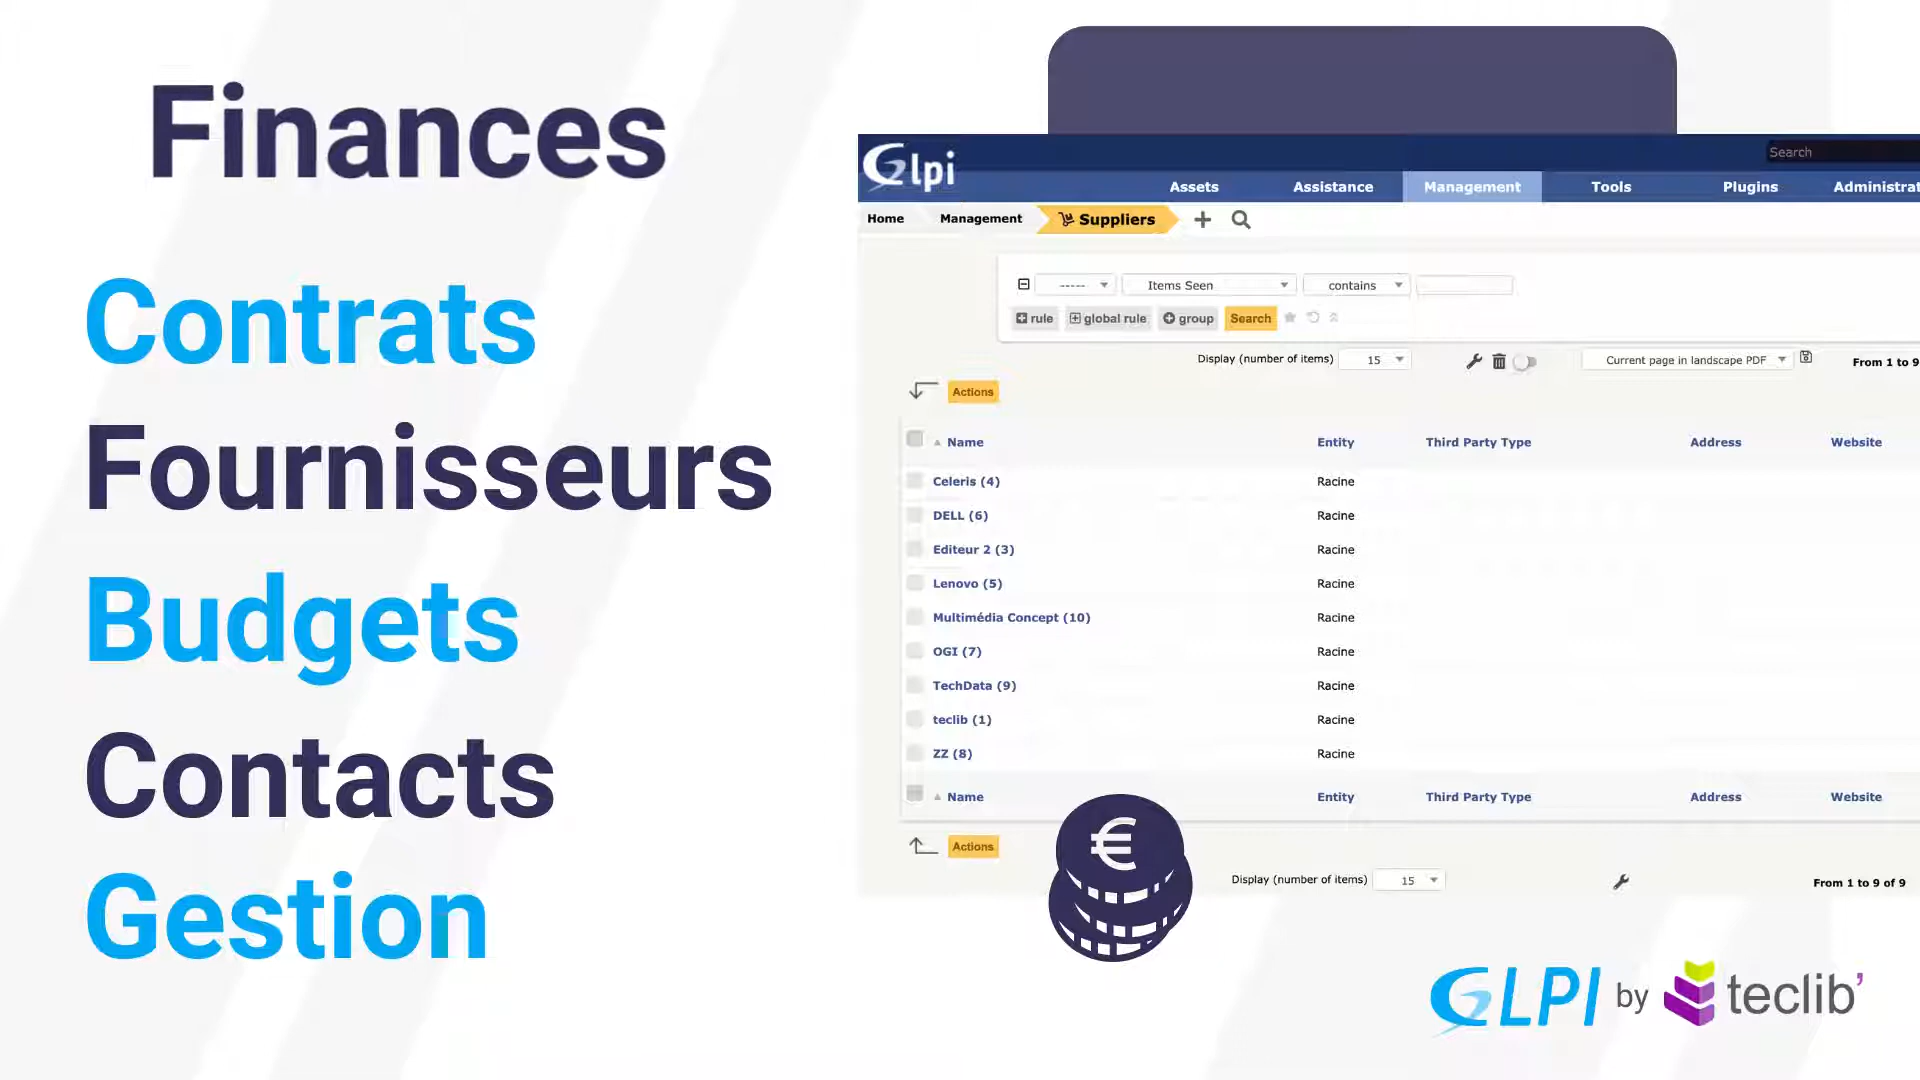 Finances
Contrats
Fournisseurs
Budgets
Contacts
Gestion
Glpi
Search
Assets Assistance Management Tools Plugins Administrat
Home Management Suppliers
----- Items Seen contains
rule global rule group Search
Display (number of items) 15 Current page in landscape PDF From 1 to 9
Actions
Name Entity Third Party Type Address Website
Celeris (4) Racine
DELL (6) Racine
Editeur 2 (3) Racine
Lenovo (5) Racine
Multimédia Concept (10) Racine
OGI (7) Racine
TechData (9) Racine
teclib (1) Racine
ZZ (8) Racine
Name Entity Third Party Type Address Website
Actions
€
Display (number of items) 15 From 1 to 9 of 9
GLPI by teclib'